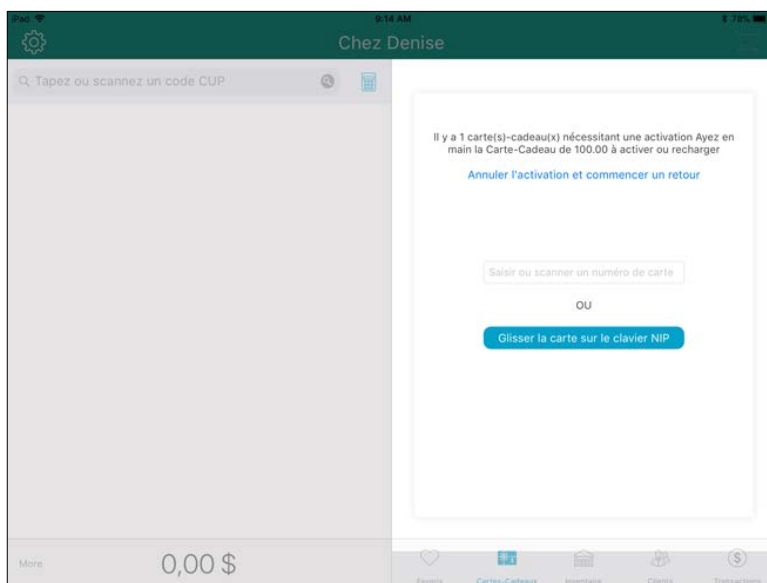 iPad 9:14 AM 78%
Chez Denise
Tapez ou scannez un code CUP
Il y a 1 carte(s)-cadeau(x) nécessitant une activation Ayez en
main la Carte-Cadeau de 100.00 à activer ou recharger
Annuler l'activation et commencer un retour
Saisir ou scanner un numéro de carte
OU
Glisser la carte sur le clavier NIP
More 0,00 $
Favoris Cartes-Cadeaux Inventaire Clients Transactions